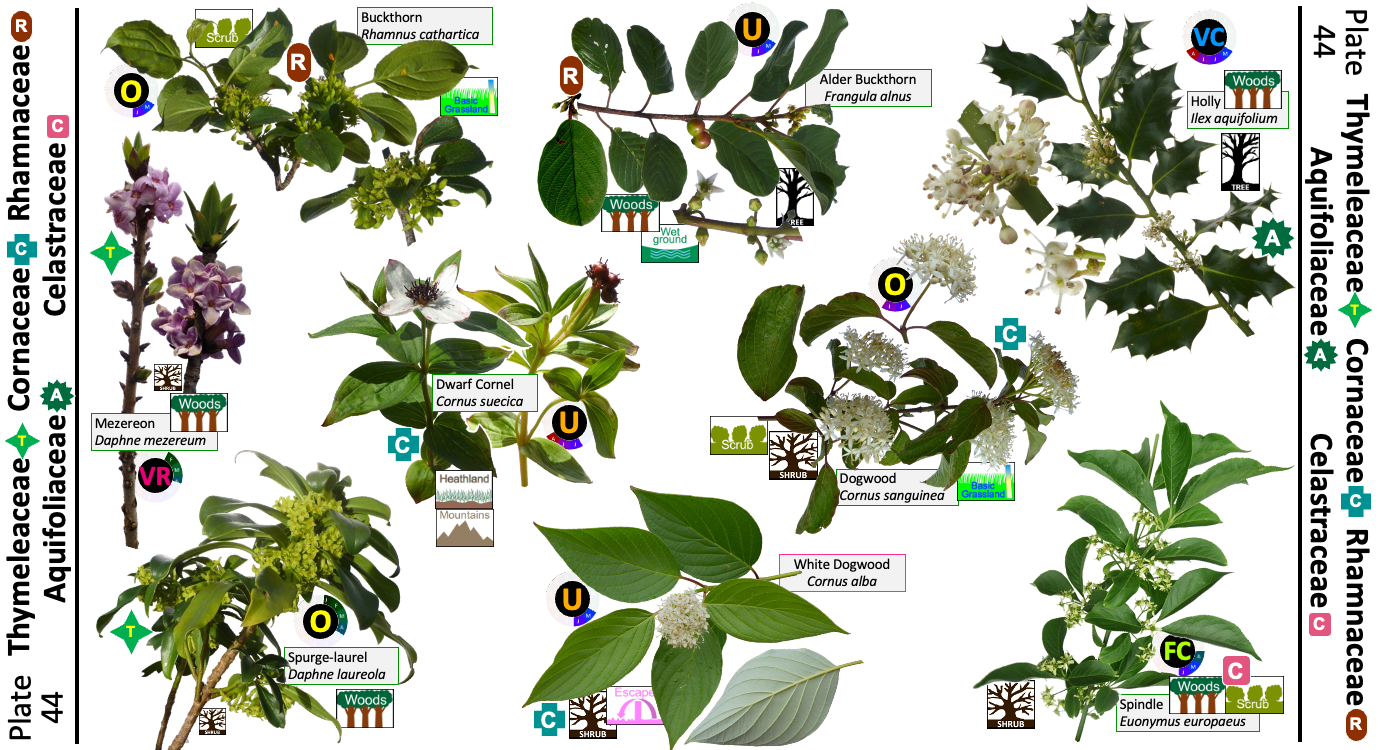 R Rhamnaceae C Cornaceae T Thymeleaceae Plate
C Celastraceae A Aquifoliaceae 44
Scrub
Buckthorn
Rhamnus cathartica
R
O
J
M
Basic
Grassland
U
J
M
R
Alder Buckthorn
Frangula alnus
Woods
Wet
ground
TREE
VC
A
J
M
Woods
Holly
Ilex aquifolium
TREE
A
T
SHRUB
Woods
Mezereon
Daphne mezereum
VR
Dwarf Cornel
Cornus suecica
U
C
Heathland
Mountains
O
J
J
C
Scrub
SHRUB
Dogwood
Cornus sanguinea
Basic
Grassland
T
O
M
Spurge-laurel
Daphne laureola
SHRUB
Woods
White Dogwood
Cornus alba
U
J
M
C
SHRUB
Escape
FC
C
Woods
Scrub
SHRUB
Spindle
Euonymus europaeus
Plate Thymeleaceae T Cornaceae C Rhamnaceae R
44 Aquifoliaceae A Celastraceae C